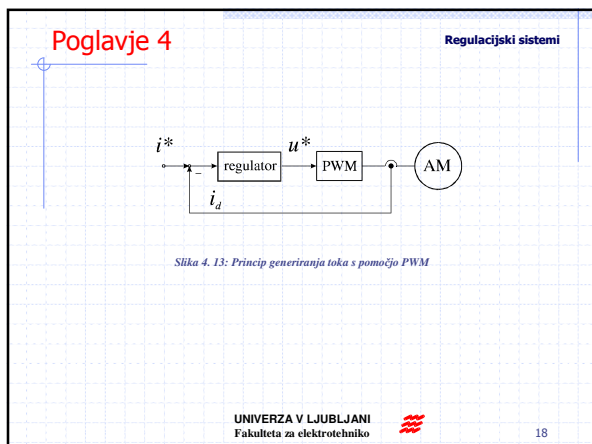 Poglavje 4
Regulacijski sistemi
i*
regulator
u*
PWM
AM
−
i_d
Slika 4. 13: Princip generiranja toka s pomočjo PWM
UNIVERZA V LJUBLJANI
Fakulteta za elektrotehniko
18